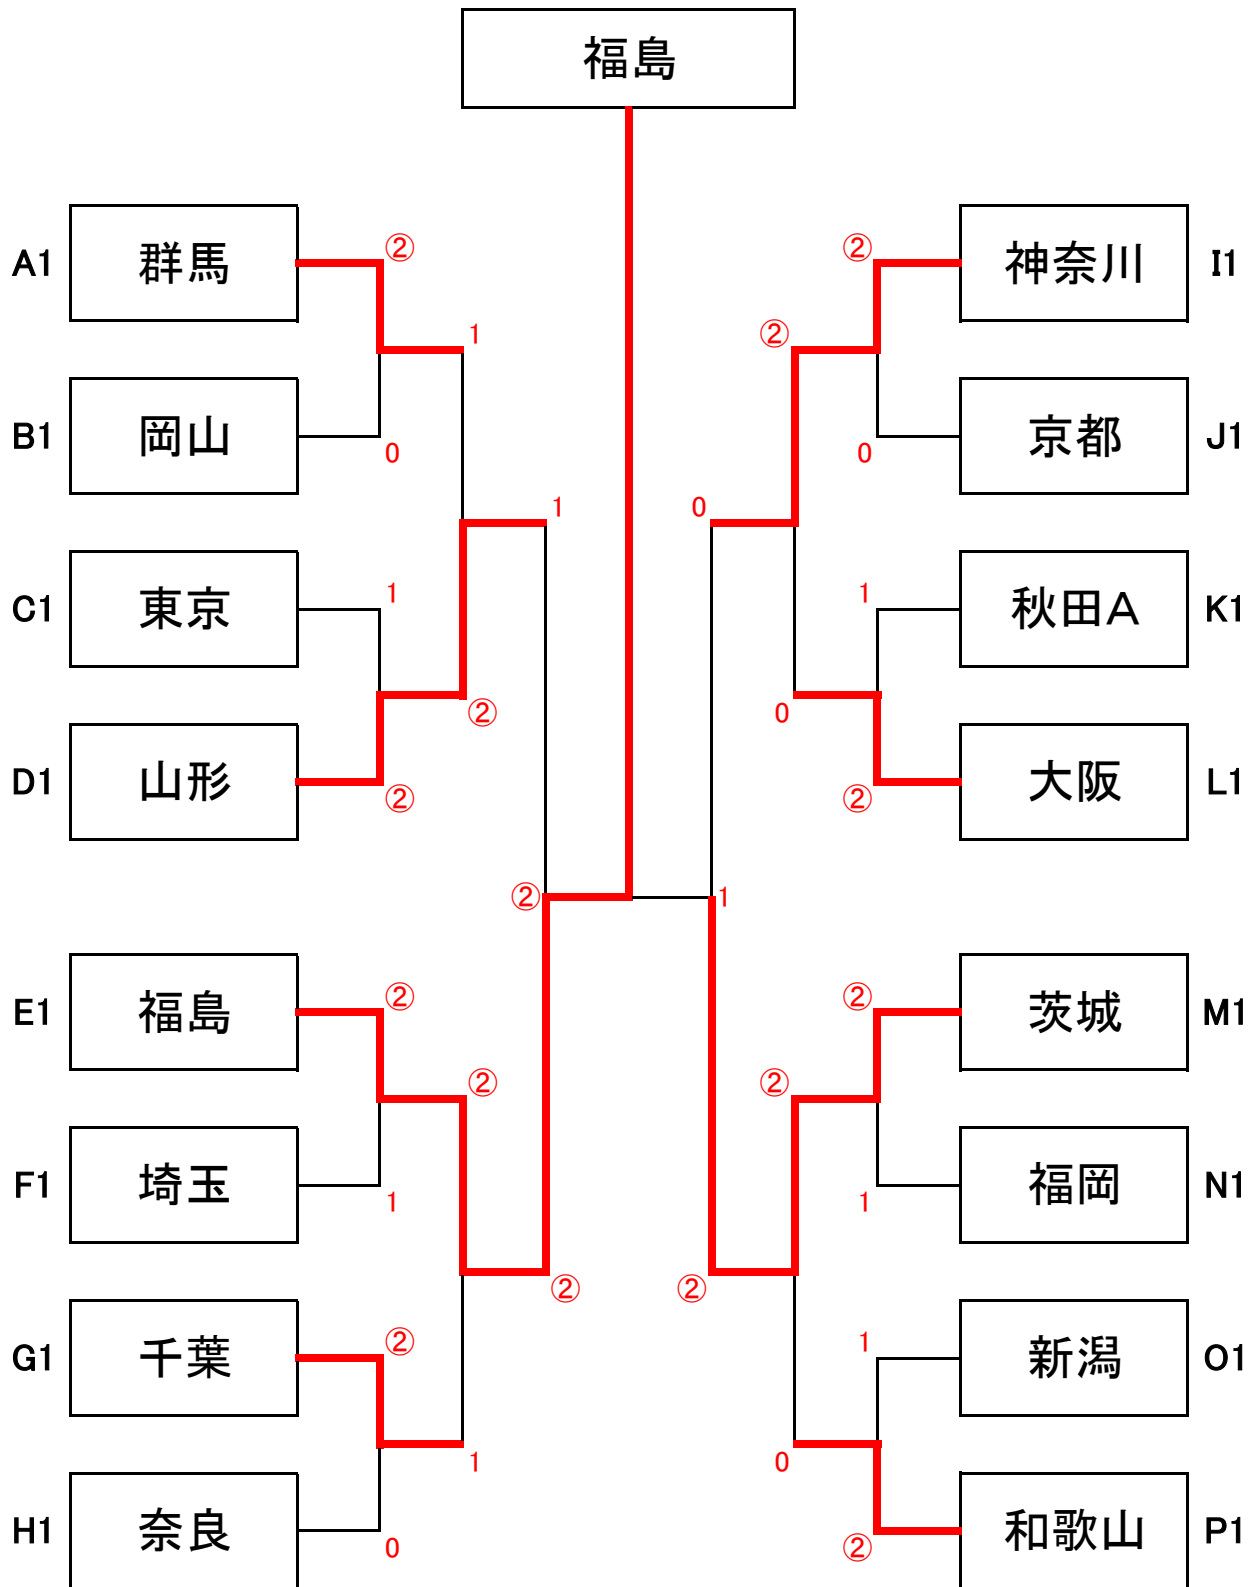 福島
A1 群馬 ② ② 神奈川 I1
1 ②
B1 岡山 0 0 京都 J1
1 0
C1 東京 1 1 秋田A K1
② 0
D1 山形 ② ② 大阪 L1
② 1
E1 福島 ② ② 茨城 M1
② ②
F1 埼玉 1 1 福岡 N1
② ②
G1 千葉 ② 1 新潟 O1
1 0
H1 奈良 0 ② 和歌山 P1